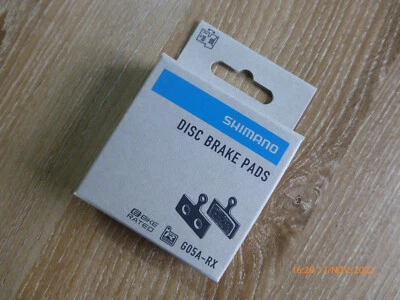 SHIMANO
DISC BRAKE PADS
E-BIKE
RATED
G05A-RX